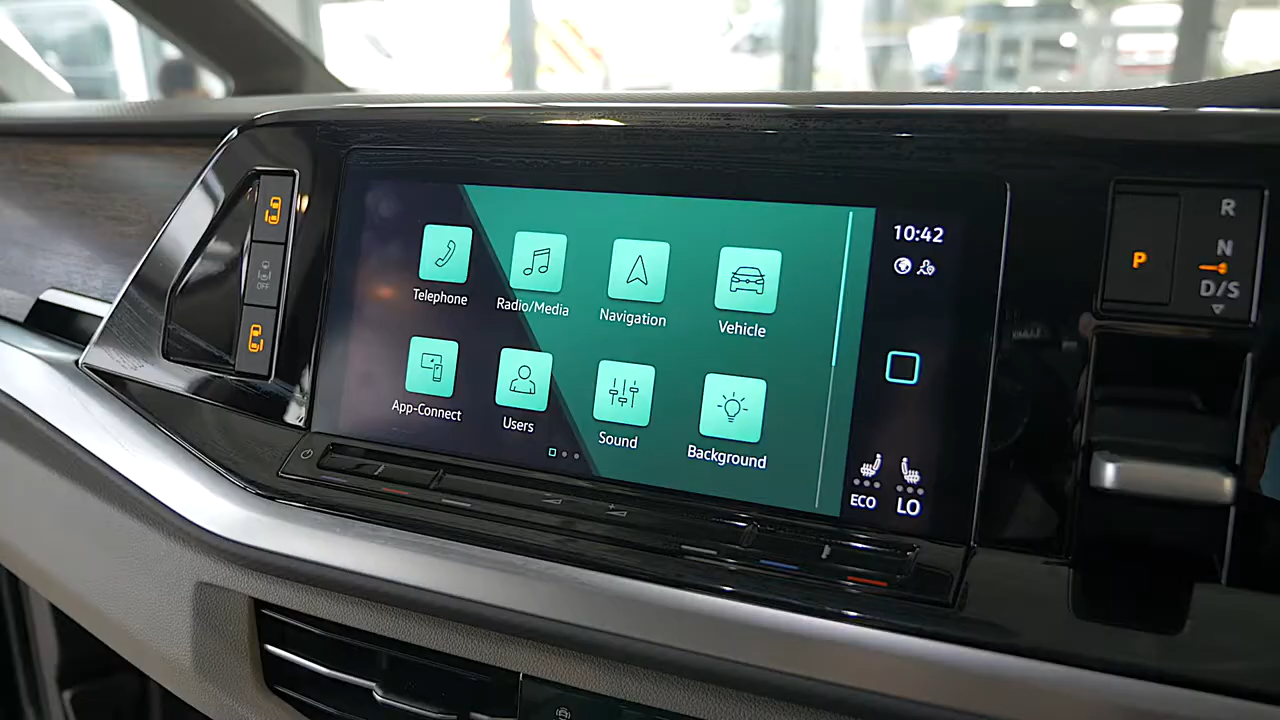 OFF
Telephone
Radio/Media
Navigation
Vehicle
App-Connect
Users
Sound
Background
10:42
ECO
LO
P
R
N
D/S